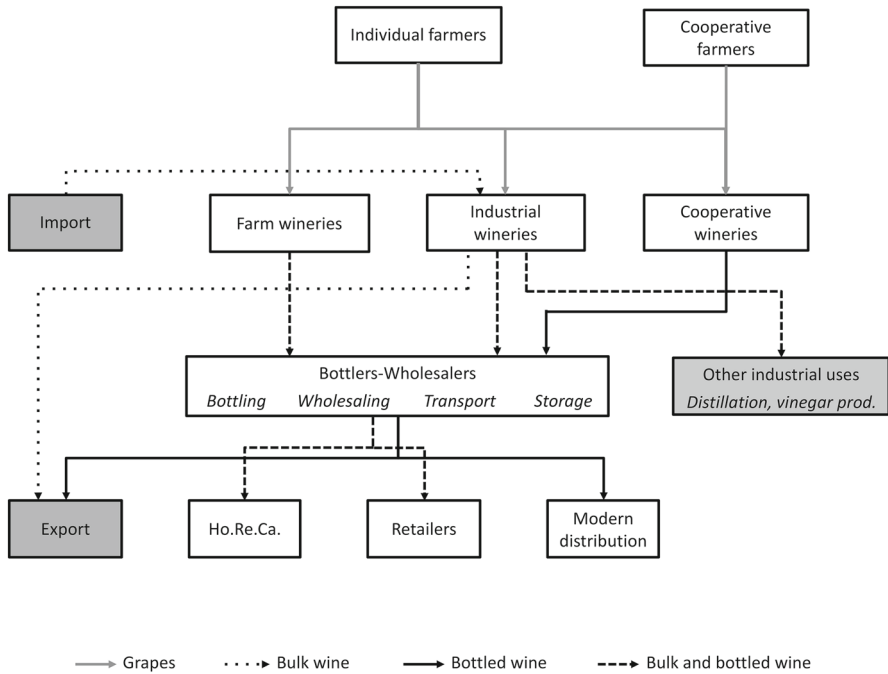 Individual farmers
Cooperative
farmers
Import
Farm wineries
Industrial
wineries
Cooperative
wineries
Bottlers-Wholesalers
Bottling Wholesaling Transport Storage
Other industrial uses
Distillation, vinegar prod.
Export
Ho.Re.Ca.
Retailers
Modern
distribution
Grapes
Bulk wine
Bottled wine
Bulk and bottled wine